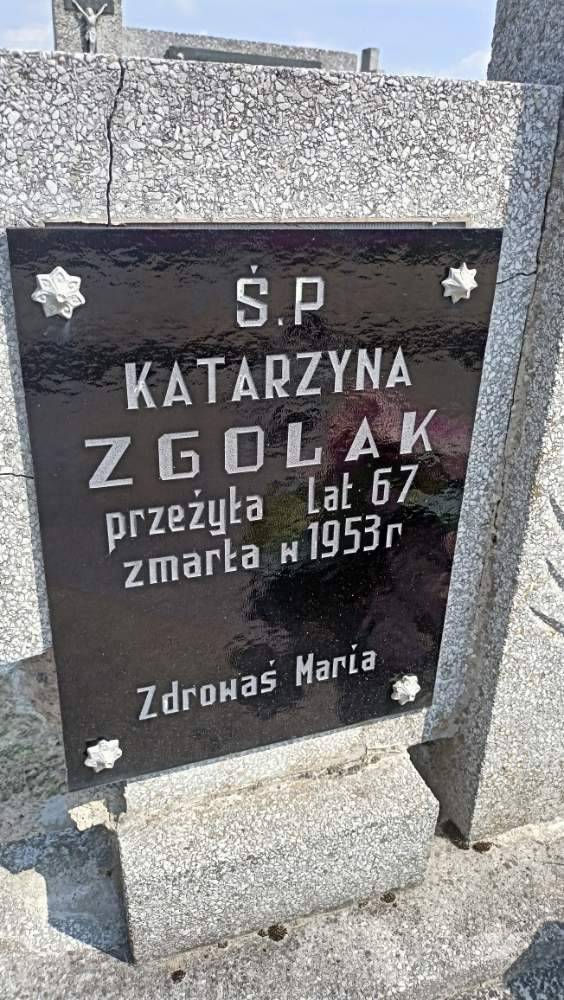 Ś.P
KATARZYNA
ZGOLAK
przeżyła lat 67
zmarła w 1953 r
Zdrowaś Maria